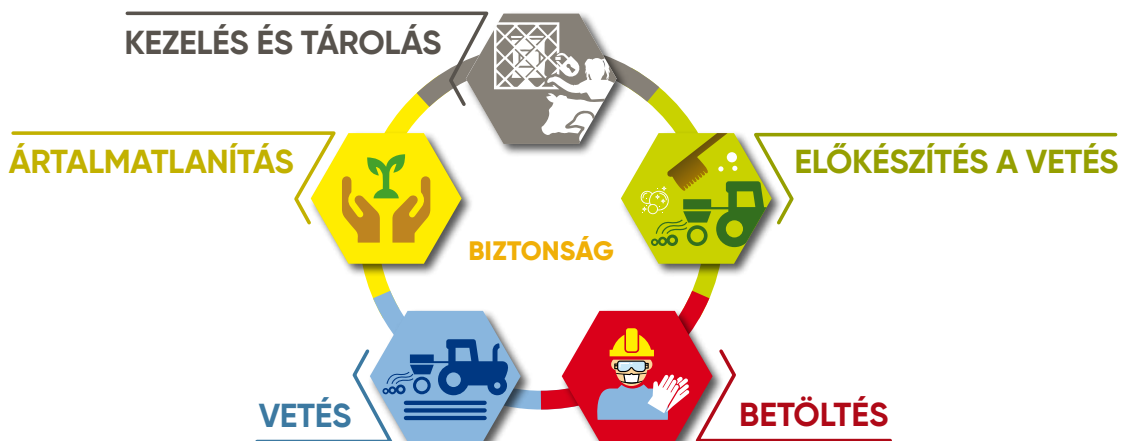 KEZELÉS ÉS TÁROLÁS
ÁRTALMATLANÍTÁS
ELŐKÉSZÍTÉS A VETÉS
BIZTONSÁG
VETÉS
BETÖLTÉS